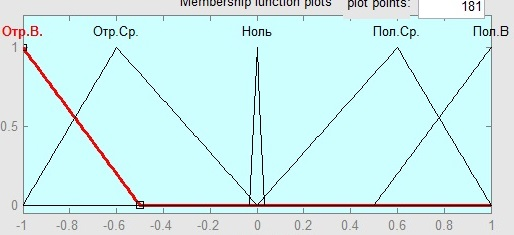 Membership function plots plot points: 181
Отр.В. Отр.Ср. Ноль Пол.Ср. Пол.В
1
0.5
0
-1 -0.8 -0.6 -0.4 -0.2 0 0.2 0.4 0.6 0.8 1